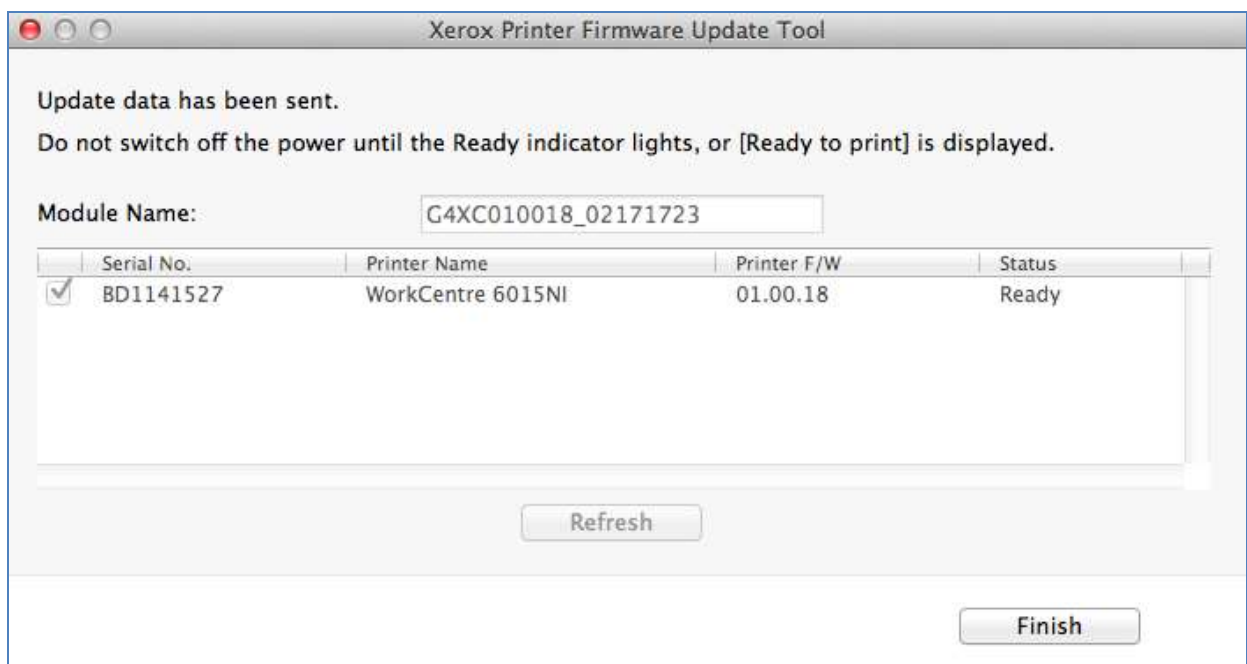 Xerox Printer Firmware Update Tool
Update data has been sent.
Do not switch off the power until the Ready indicator lights, or [Ready to print] is displayed.
Module Name: G4XC010018_02171723
Serial No. Printer Name Printer F/W Status
BD1141527 WorkCentre 6015NI 01.00.18 Ready
Refresh
Finish